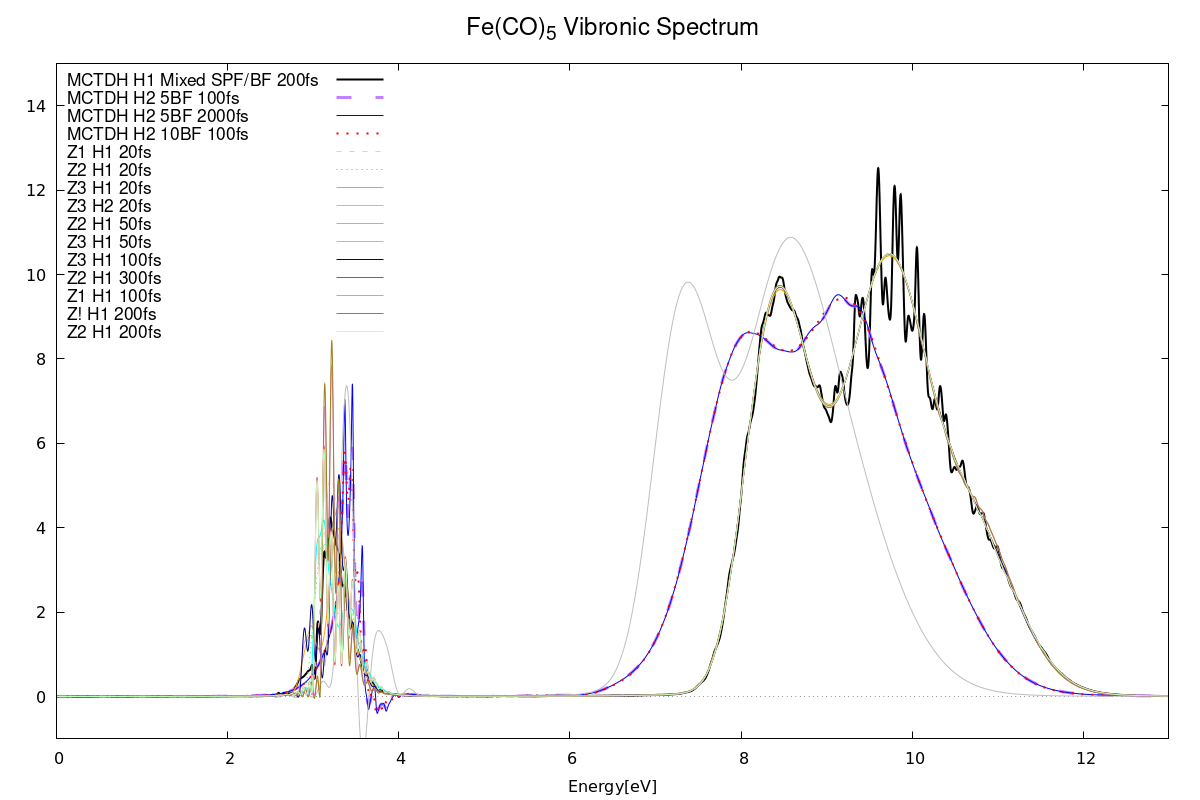 Fe(CO)5 Vibronic Spectrum
MCTDH H1 Mixed SPF/BF 200fs
MCTDH H2 5BF 100fs
MCTDH H2 5BF 2000fs
MCTDH H2 10BF 100fs
Z1 H1 20fs
Z2 H1 20fs
Z3 H1 20fs
Z3 H2 20fs
Z2 H1 50fs
Z3 H1 50fs
Z3 H1 100fs
Z2 H1 300fs
Z1 H1 100fs
Z! H1 200fs
Z2 H1 200fs
14
12
10
8
6
4
2
0
0 2 4 6 8 10 12
Energy[eV]